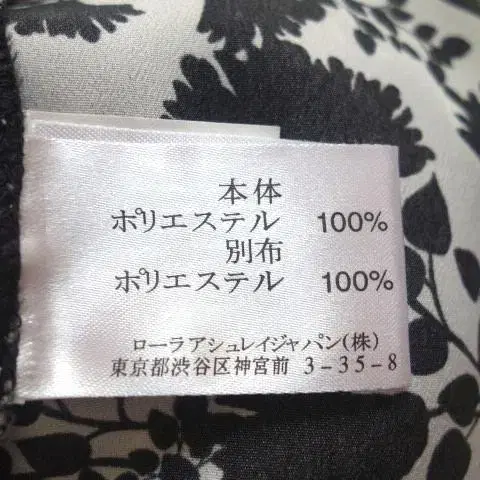 本体
ポリエステル 100%
別布
ポリエステル 100%
ローラアシュレイジャパン(株)
東京都渋谷区神宮前 3-35-8